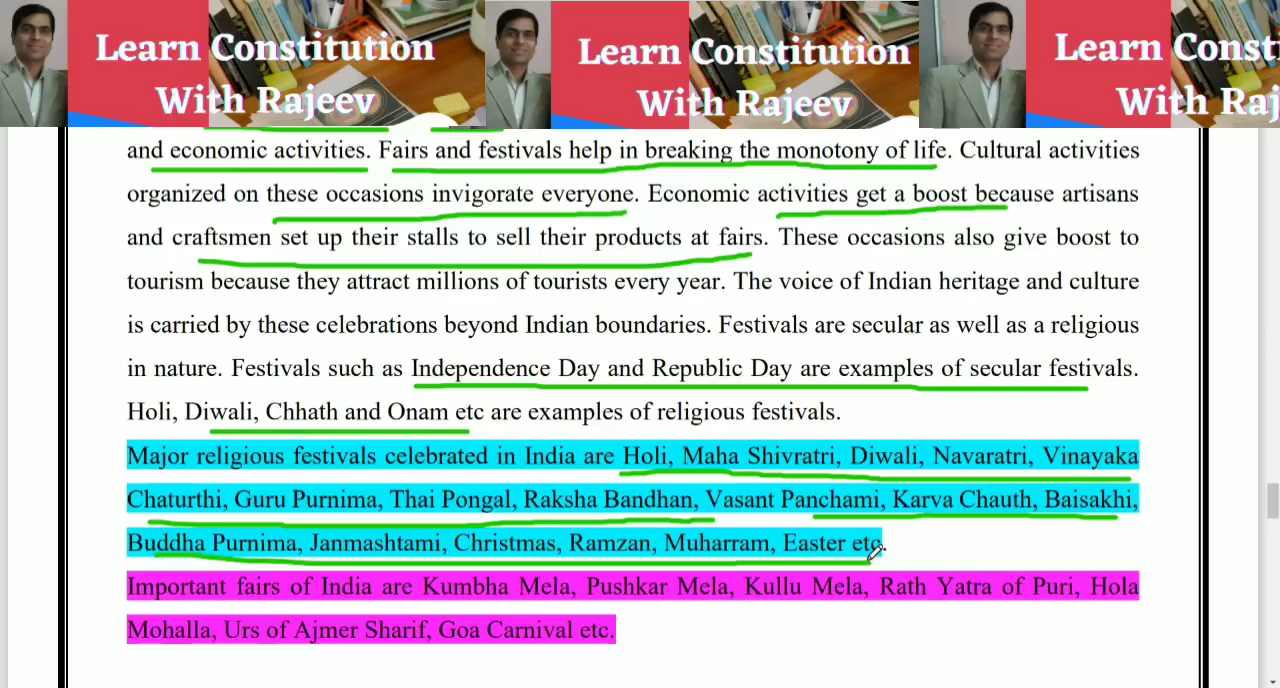 Learn Constitution
With Rajeev
Learn Constitution
With Rajeev
Learn Consti
With Raj
and economic activities. Fairs and festivals help in breaking the monotony of life. Cultural activities
organized on these occasions invigorate everyone. Economic activities get a boost because artisans
and craftsmen set up their stalls to sell their products at fairs. These occasions also give boost to
tourism because they attract millions of tourists every year. The voice of Indian heritage and culture
is carried by these celebrations beyond Indian boundaries. Festivals are secular as well as a religious
in nature. Festivals such as Independence Day and Republic Day are examples of secular festivals.
Holi, Diwali, Chhath and Onam etc are examples of religious festivals.
Major religious festivals celebrated in India are Holi, Maha Shivratri, Diwali, Navaratri, Vinayaka
Chaturthi, Guru Purnima, Thai Pongal, Raksha Bandhan, Vasant Panchami, Karva Chauth, Baisakhi,
Buddha Purnima, Janmashtami, Christmas, Ramzan, Muharram, Easter etc.
Important fairs of India are Kumbha Mela, Pushkar Mela, Kullu Mela, Rath Yatra of Puri, Hola
Mohalla, Urs of Ajmer Sharif, Goa Carnival etc.